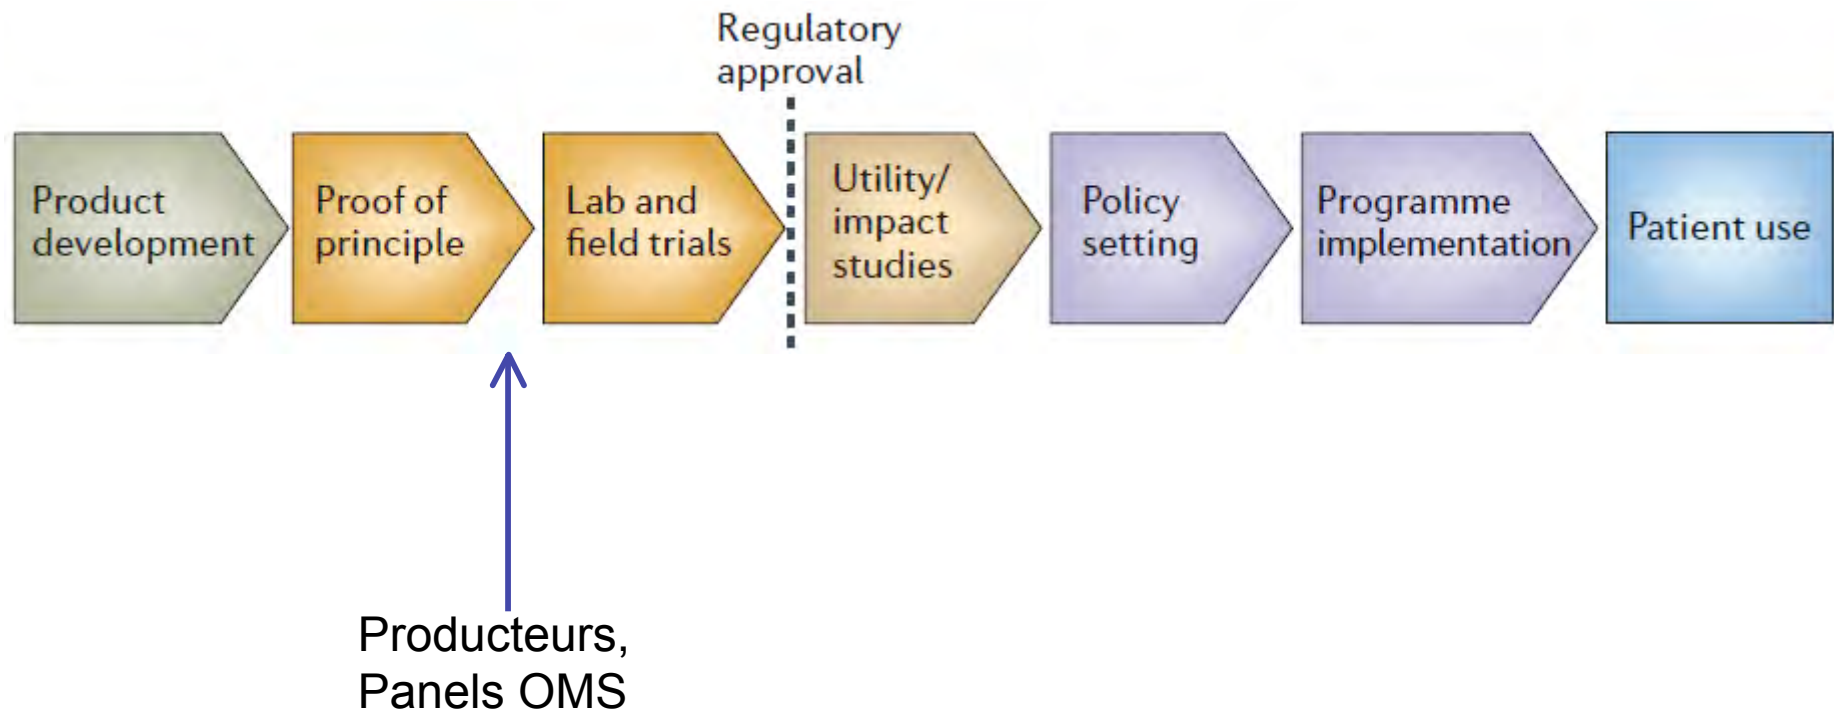 Regulatory
approval
Product
development
Proof of
principle
Lab and
field trials
Utility/
impact
studies
Policy
setting
Programme
implementation
Patient use
Producteurs,
Panels OMS